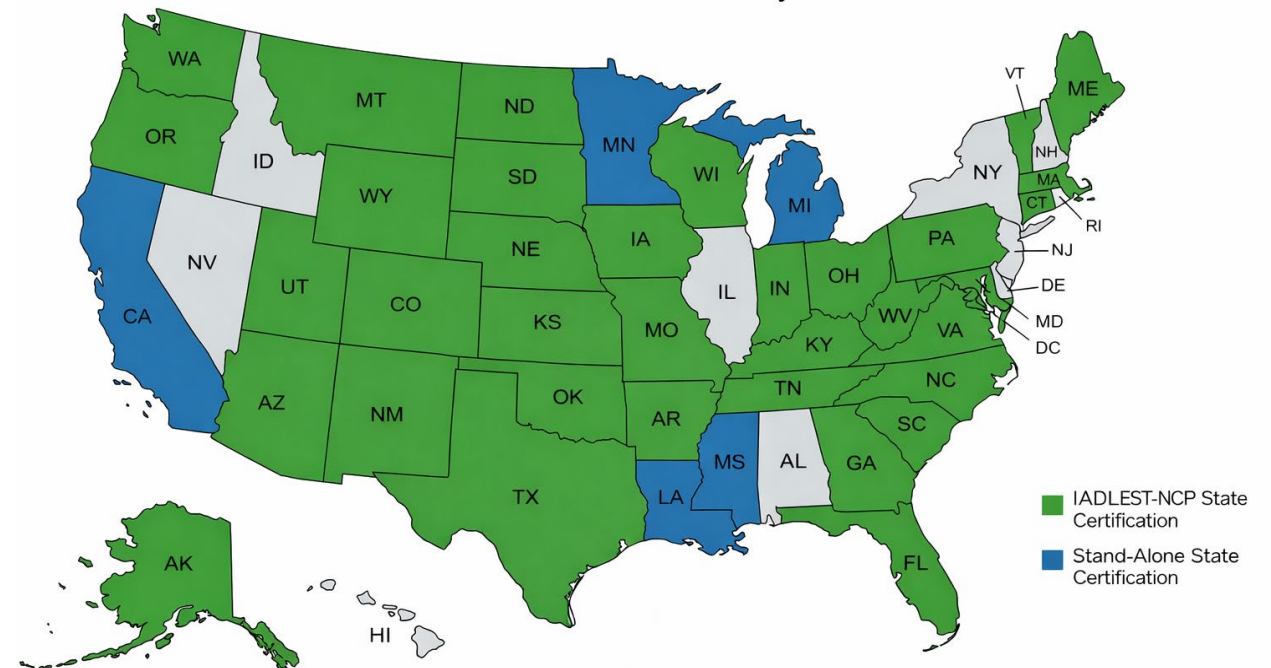 WA
MT
ND
MN
VT
ME
OR
ID
SD
WI
NH
NY
WY
MI
MA
CT
RI
NV
NE
IA
PA
NJ
UT
CO
IL
IN
OH
DE
CA
KS
MO
WV
VA
MD
KY
DC
AZ
NM
OK
AR
TN
NC
SC
MS
AL
GA
TX
LA
IADLEST-NCP State
Certification
Stand-Alone State
Certification
AK
FL
HI